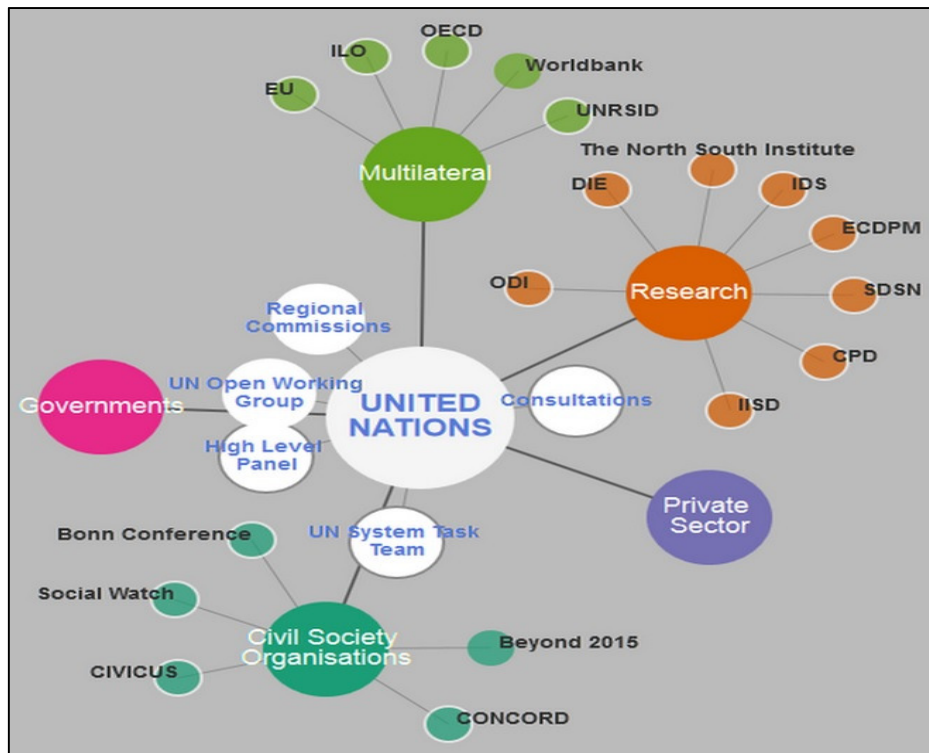 OECD
ILO
Worldbank
EU
UNRSID
Multilateral
The North South Institute
DIE
IDS
ECDPM
ODI
Research
SDSN
CPD
IISD
Regional
Commissions
UN Open Working
Group
Governments
UNITED
NATIONS
Consultations
High Level
Panel
Private
Sector
UN System Task
Team
Bonn Conference
Social Watch
Civil Society
Organisations
Beyond 2015
CIVICUS
CONCORD